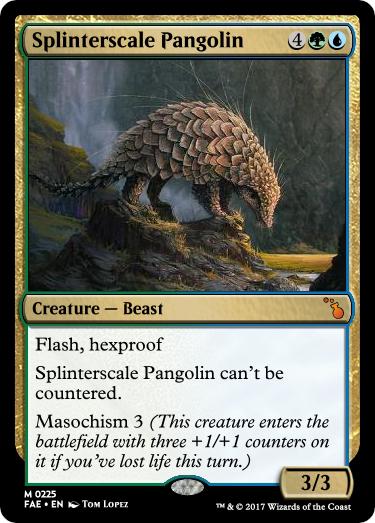 Splinterscale Pangolin 4
Creature — Beast
Flash, hexproof
Splinterscale Pangolin can't be
countered.
Masochism 3 (This creature enters the
battlefield with three +1/+1 counters on
it if you've lost life this turn.)
3/3
M 0225
FAE • EN Tom Lopez
™ & © 2017 Wizards of the Coast